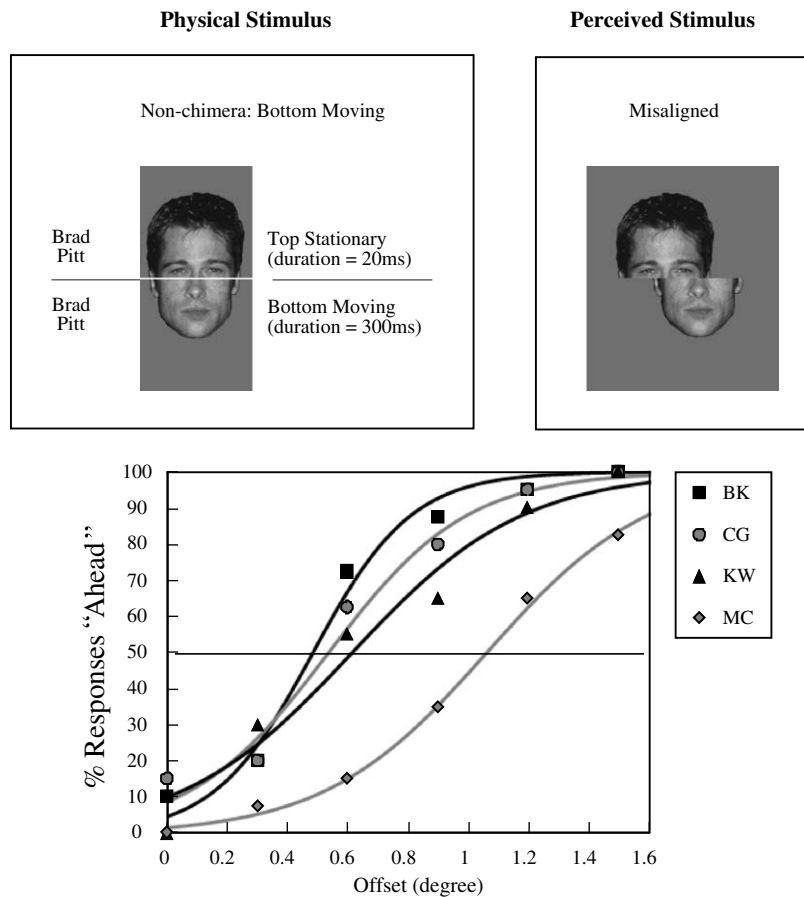 Physical Stimulus
Perceived Stimulus
Non-chimera: Bottom Moving
Misaligned
Brad
Pitt
Top Stationary
(duration = 20ms)
Brad
Pitt
Bottom Moving
(duration = 300ms)
% Responses “Ahead”
100
90
80
70
60
50
40
30
20
10
0
0
0.2
0.4
0.6
0.8
1
1.2
1.4
1.6
Offset (degree)
BK
CG
KW
MC